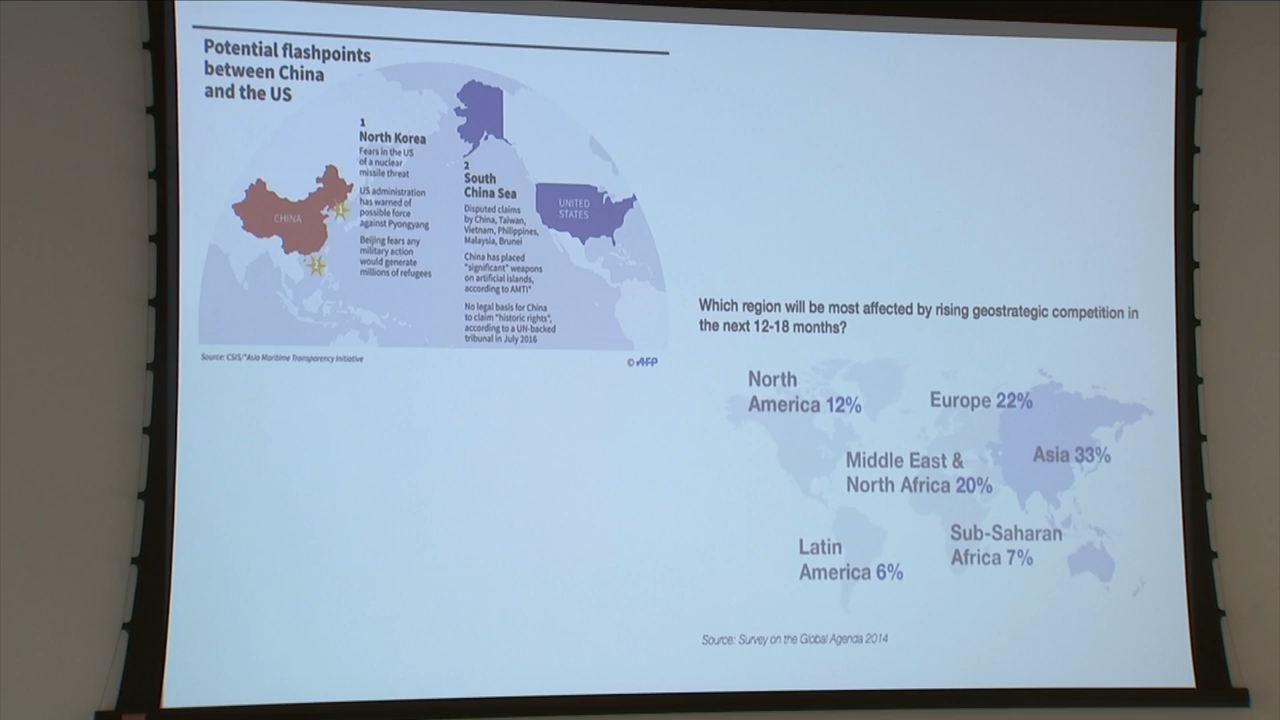 Potential flashpoints
between China
and the US
1
North Korea
Fears in the US
of a nuclear
missile threat
US administration
has warned of
possible force
against Pyongyang
Beijing fears any
military action
would generate
millions of refugees
2
South
China Sea
Disputed claims
by China, Taiwan,
Vietnam, Philippines,
Malaysia, Brunei
China has placed
"significant" weapons
on artificial islands,
according to AMTI*
No legal basis for China
to claim "historic rights",
according to a UN-backed
tribunal in July 2016
CHINA
1
2
UNITED
STATES
Source: CSIS/*Asia Maritime Transparency Initiative
© AFP
Which region will be most affected by rising geostrategic competition in
the next 12-18 months?
North
America 12%
Europe 22%
Middle East &
North Africa 20%
Asia 33%
Latin
America 6%
Sub-Saharan
Africa 7%
Source: Survey on the Global Agenda 2014